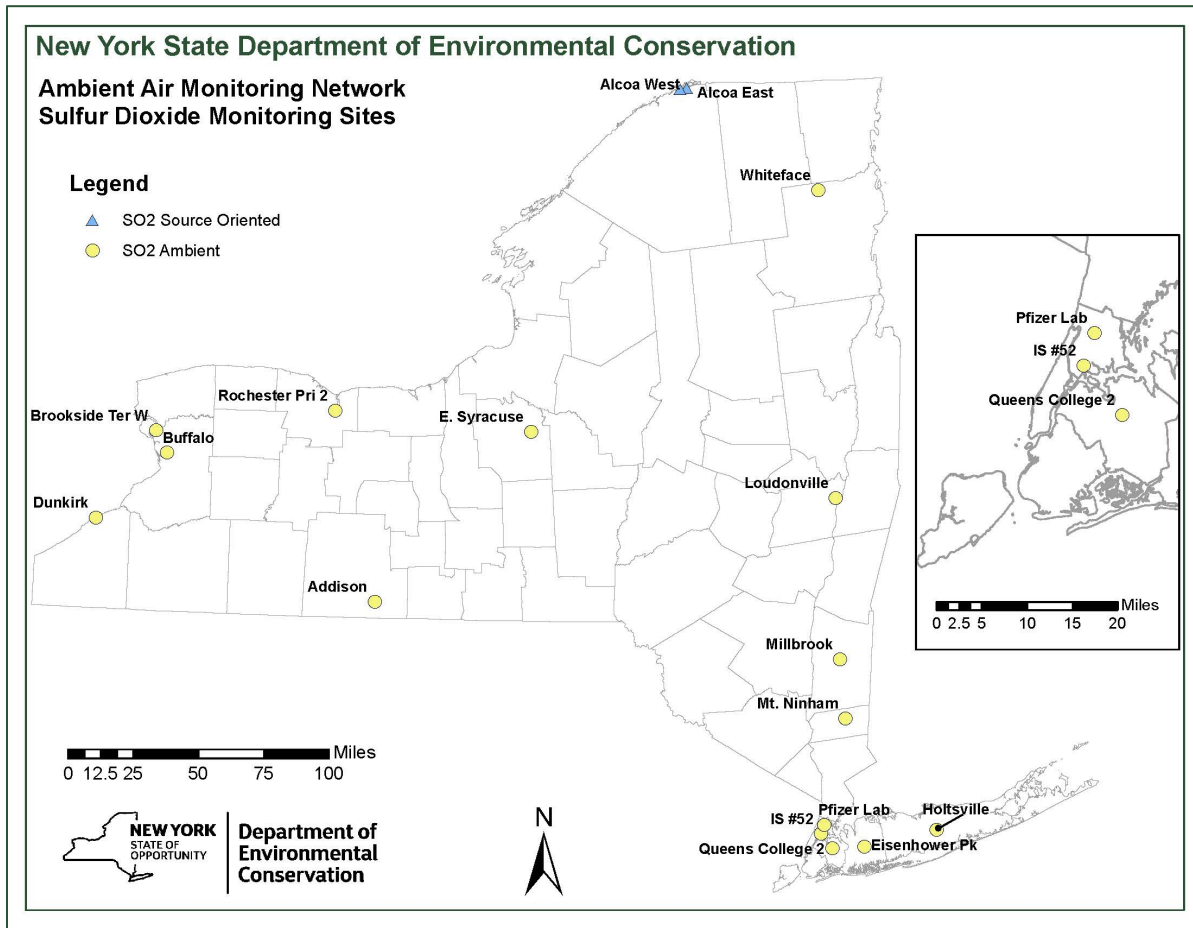 New York State Department of Environmental Conservation
Ambient Air Monitoring Network
Sulfur Dioxide Monitoring Sites
Legend
SO2 Source Oriented
SO2 Ambient
Alcoa West
Alcoa East
Whiteface
Rochester Pri 2
Brookside Ter W
Buffalo
E. Syracuse
Dunkirk
Loudonville
Addison
Millbrook
Mt. Ninham
Pfizer Lab
Holtsville
IS #52
Queens College 2
Eisenhower Pk
Pfizer Lab
IS #52
Queens College 2
Miles
0 2.5 5 10 15 20
Miles
0 12.5 25 50 75 100
N
NEW YORK
STATE OF
OPPORTUNITY
Department of
Environmental
Conservation